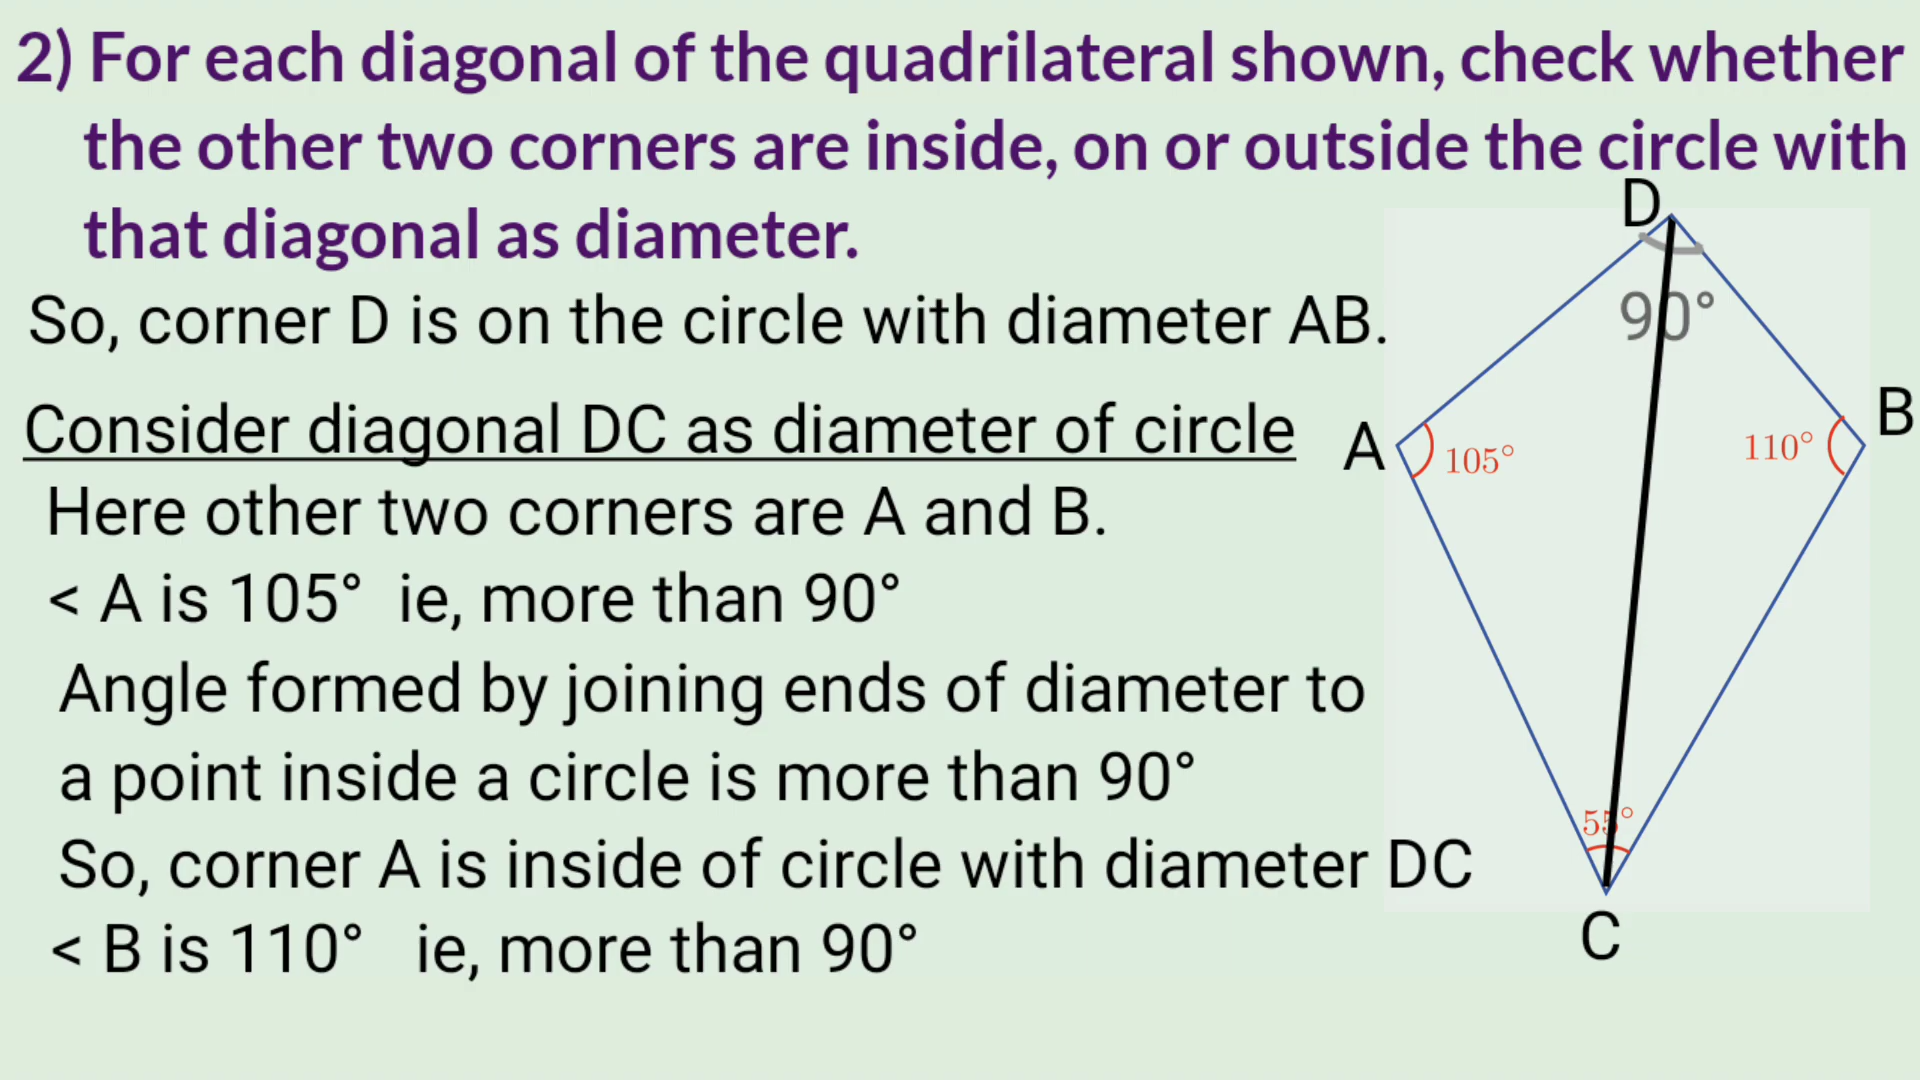 2) For each diagonal of the quadrilateral shown, check whether
the other two corners are inside, on or outside the circle with
that diagonal as diameter.
So, corner D is on the circle with diameter AB.
Consider diagonal DC as diameter of circle
Here other two corners are A and B.
< A is 105° ie, more than 90°
Angle formed by joining ends of diameter to
a point inside a circle is more than 90°
So, corner A is inside of circle with diameter DC
< B is 110° ie, more than 90°
D
90°
A
105°
110°
B
55°
C